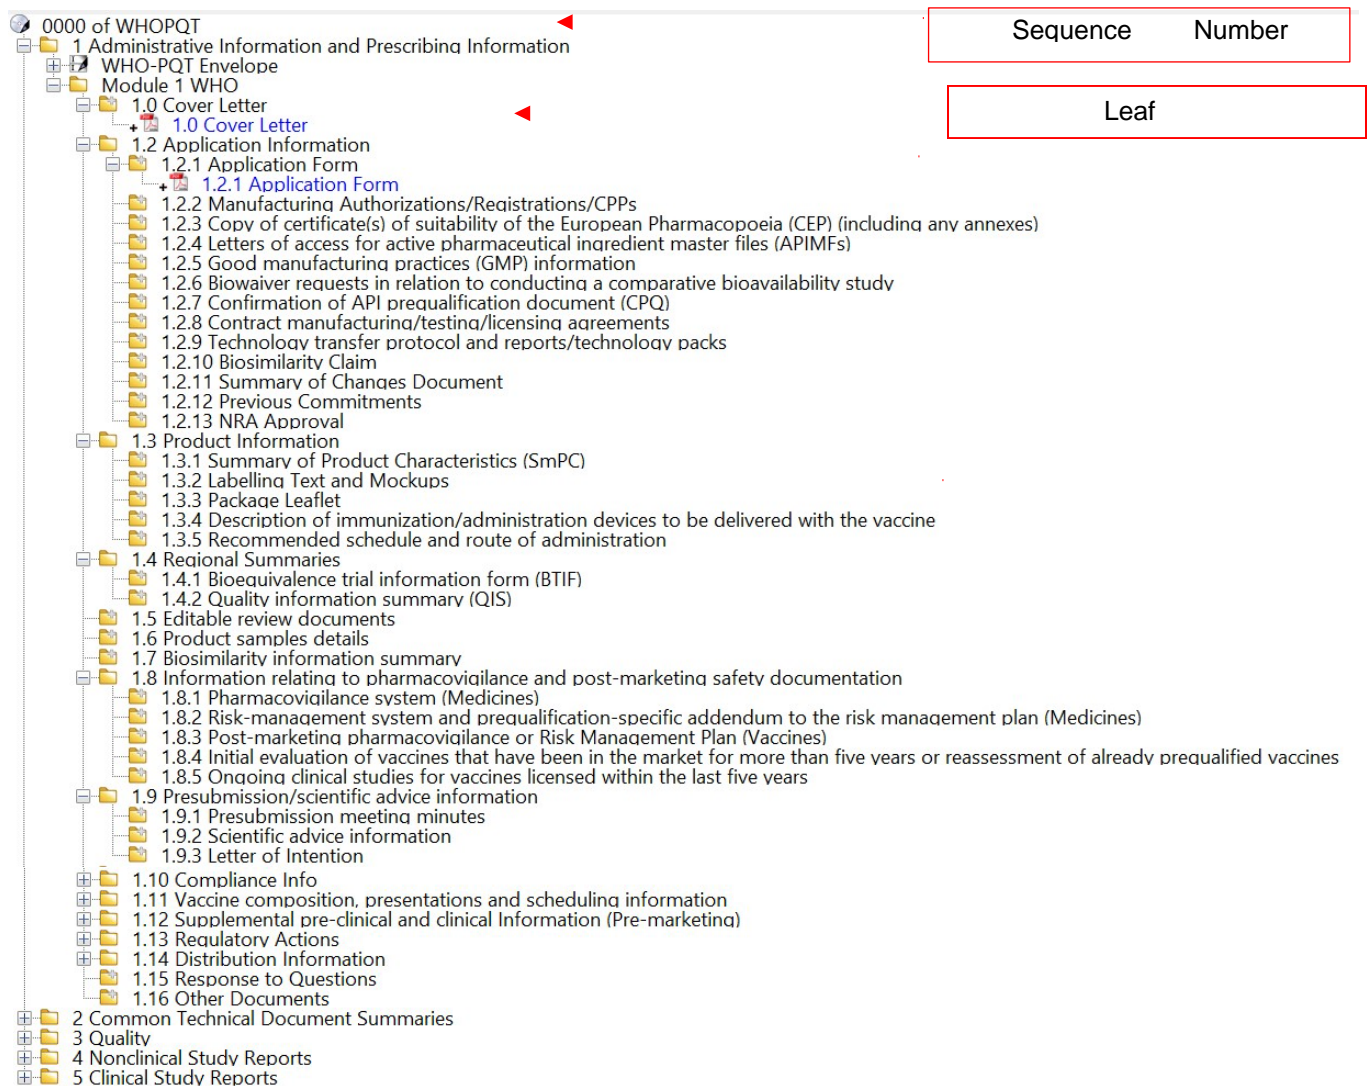 0000 of WHOPQT
Sequence Number
1 Administrative Information and Prescribing Information
WHO-PQT Envelope
Module 1 WHO
1.0 Cover Letter
Leaf
1.0 Cover Letter
1.2 Application Information
1.2.1 Application Form
1.2.1 Application Form
1.2.2 Manufacturing Authorizations/Registrations/CPPs
1.2.3 Copy of certificate(s) of suitability of the European Pharmacopoeia (CEP) (including any annexes)
1.2.4 Letters of access for active pharmaceutical ingredient master files (APIMFs)
1.2.5 Good manufacturing practices (GMP) information
1.2.6 Biowaiver requests in relation to conducting a comparative bioavailability study
1.2.7 Confirmation of API prequalification document (CPQ)
1.2.8 Contract manufacturing/testing/licensing agreements
1.2.9 Technology transfer protocol and reports/technology packs
1.2.10 Biosimilarity Claim
1.2.11 Summary of Changes Document
1.2.12 Previous Commitments
1.2.13 NRA Approval
1.3 Product Information
1.3.1 Summary of Product Characteristics (SmPC)
1.3.2 Labelling Text and Mockups
1.3.3 Package Leaflet
1.3.4 Description of immunization/administration devices to be delivered with the vaccine
1.3.5 Recommended schedule and route of administration
1.4 Regional Summaries
1.4.1 Bioequivalence trial information form (BTIF)
1.4.2 Quality information summary (QIS)
1.5 Editable review documents
1.6 Product samples details
1.7 Biosimilarity information summary
1.8 Information relating to pharmacovigilance and post-marketing safety documentation
1.8.1 Pharmacovigilance system (Medicines)
1.8.2 Risk-management system and prequalification-specific addendum to the risk management plan (Medicines)
1.8.3 Post-marketing pharmacovigilance or Risk Management Plan (Vaccines)
1.8.4 Initial evaluation of vaccines that have been in the market for more than five years or reassessment of already prequalified vaccines
1.8.5 Ongoing clinical studies for vaccines licensed within the last five years
1.9 Presubmission/scientific advice information
1.9.1 Presubmission meeting minutes
1.9.2 Scientific advice information
1.9.3 Letter of Intention
1.10 Compliance Info
1.11 Vaccine composition, presentations and scheduling information
1.12 Supplemental pre-clinical and clinical Information (Pre-marketing)
1.13 Regulatory Actions
1.14 Distribution Information
1.15 Response to Questions
1.16 Other Documents
2 Common Technical Document Summaries
3 Quality
4 Nonclinical Study Reports
5 Clinical Study Reports